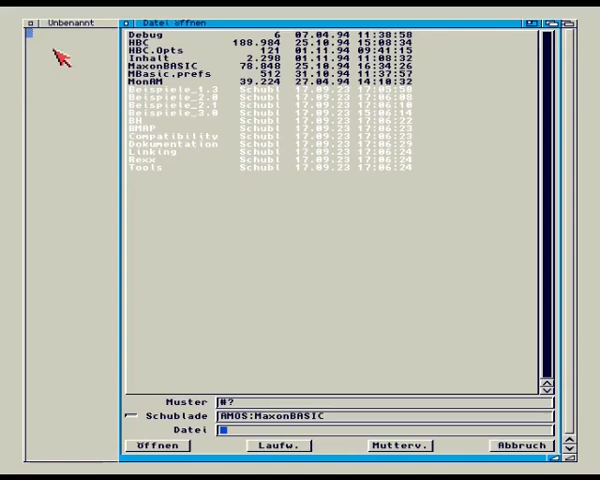 Unbenannt
Datei öffnen
Debug 6 07.04.94 11:38:58
HBC 188.984 25.10.94 15:08:34
HBC.Opts 121 01.11.94 09:41:15
Inhalt 2.298 01.11.94 11:08:32
MaxonBASIC 78.848 25.10.94 16:34:26
MBasic.prefs 512 31.10.94 11:37:57
MonAM 39.224 27.10.94 14:10:32
Beispiele_1.3 Schubl 17.09.23 17:05:58
Beispiele_2.0 Schubl 17.09.23 17:06:08
Beispiele_2.1 Schubl 17.09.23 17:06:10
Beispiele_3.0 Schubl 17.09.23 15:06:14
BH Schubl 17.09.23 17:06:22
BMAP Schubl 17.09.23 17:06:23
Compatibility Schubl 17.09.23 17:06:23
Dokumentation Schubl 17.09.23 17:06:29
Linking Schubl 17.09.23 17:06:24
Rexx Schubl 17.09.23 17:06:24
Tools Schubl 17.09.23 17:06:24
Muster #?
Schublade AMOS:MaxonBASIC
Datei
Öffnen Laufw. Mutterv. Abbruch